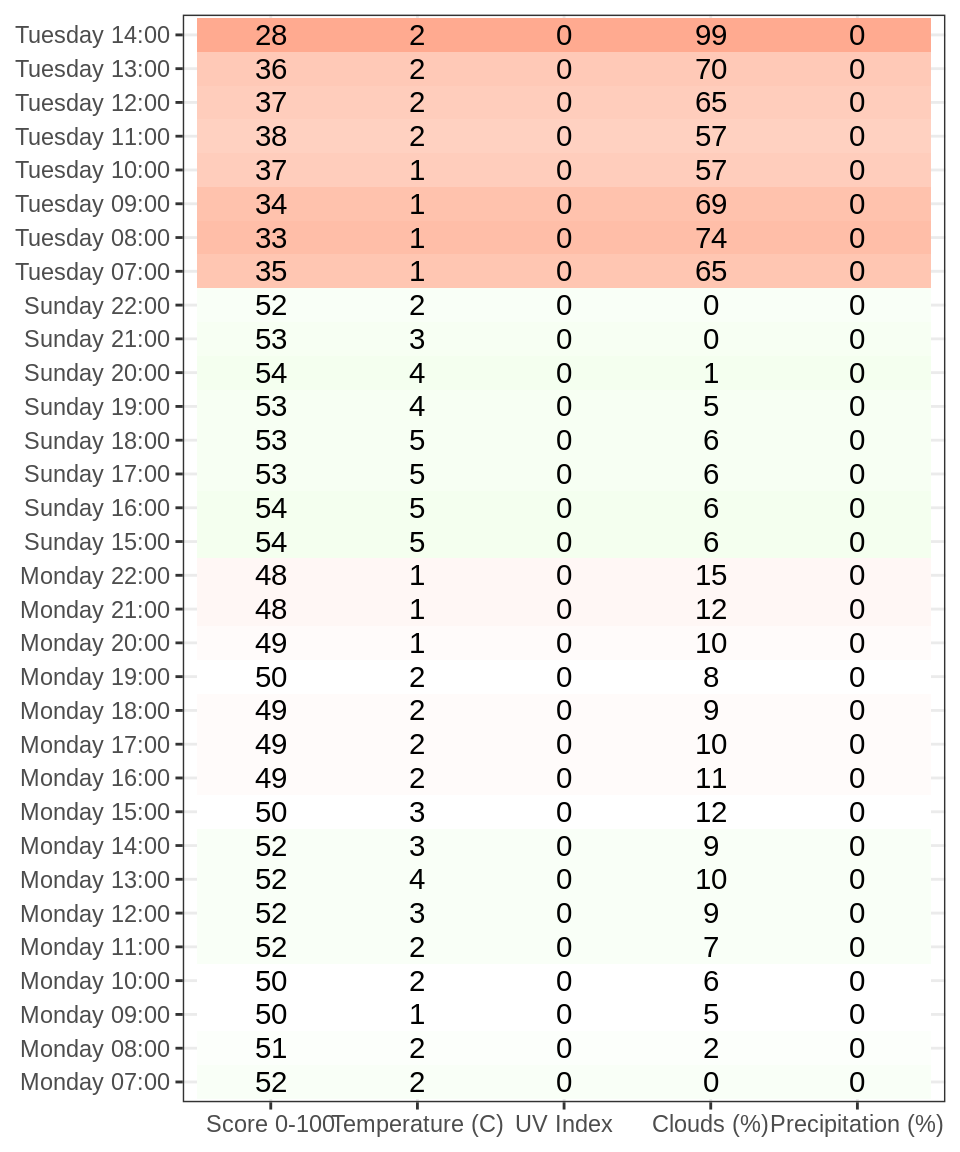 Tuesday 14:00 28 2 0 99 0
Tuesday 13:00 36 2 0 70 0
Tuesday 12:00 37 2 0 65 0
Tuesday 11:00 38 2 0 57 0
Tuesday 10:00 37 1 0 57 0
Tuesday 09:00 34 1 0 69 0
Tuesday 08:00 33 1 0 74 0
Tuesday 07:00 35 1 0 65 0
Sunday 22:00 52 2 0 0 0
Sunday 21:00 53 3 0 0 0
Sunday 20:00 54 4 0 1 0
Sunday 19:00 53 4 0 5 0
Sunday 18:00 53 5 0 6 0
Sunday 17:00 53 5 0 6 0
Sunday 16:00 54 5 0 6 0
Sunday 15:00 54 5 0 6 0
Monday 22:00 48 1 0 15 0
Monday 21:00 48 1 0 12 0
Monday 20:00 49 1 0 10 0
Monday 19:00 50 2 0 8 0
Monday 18:00 49 2 0 9 0
Monday 17:00 49 2 0 10 0
Monday 16:00 49 2 0 11 0
Monday 15:00 50 3 0 12 0
Monday 14:00 52 3 0 9 0
Monday 13:00 52 4 0 10 0
Monday 12:00 52 3 0 9 0
Monday 11:00 52 2 0 7 0
Monday 10:00 50 2 0 6 0
Monday 09:00 50 1 0 5 0
Monday 08:00 51 2 0 2 0
Monday 07:00 52 2 0 0 0
Score 0-100 Temperature (C) UV Index Clouds (%) Precipitation (%)